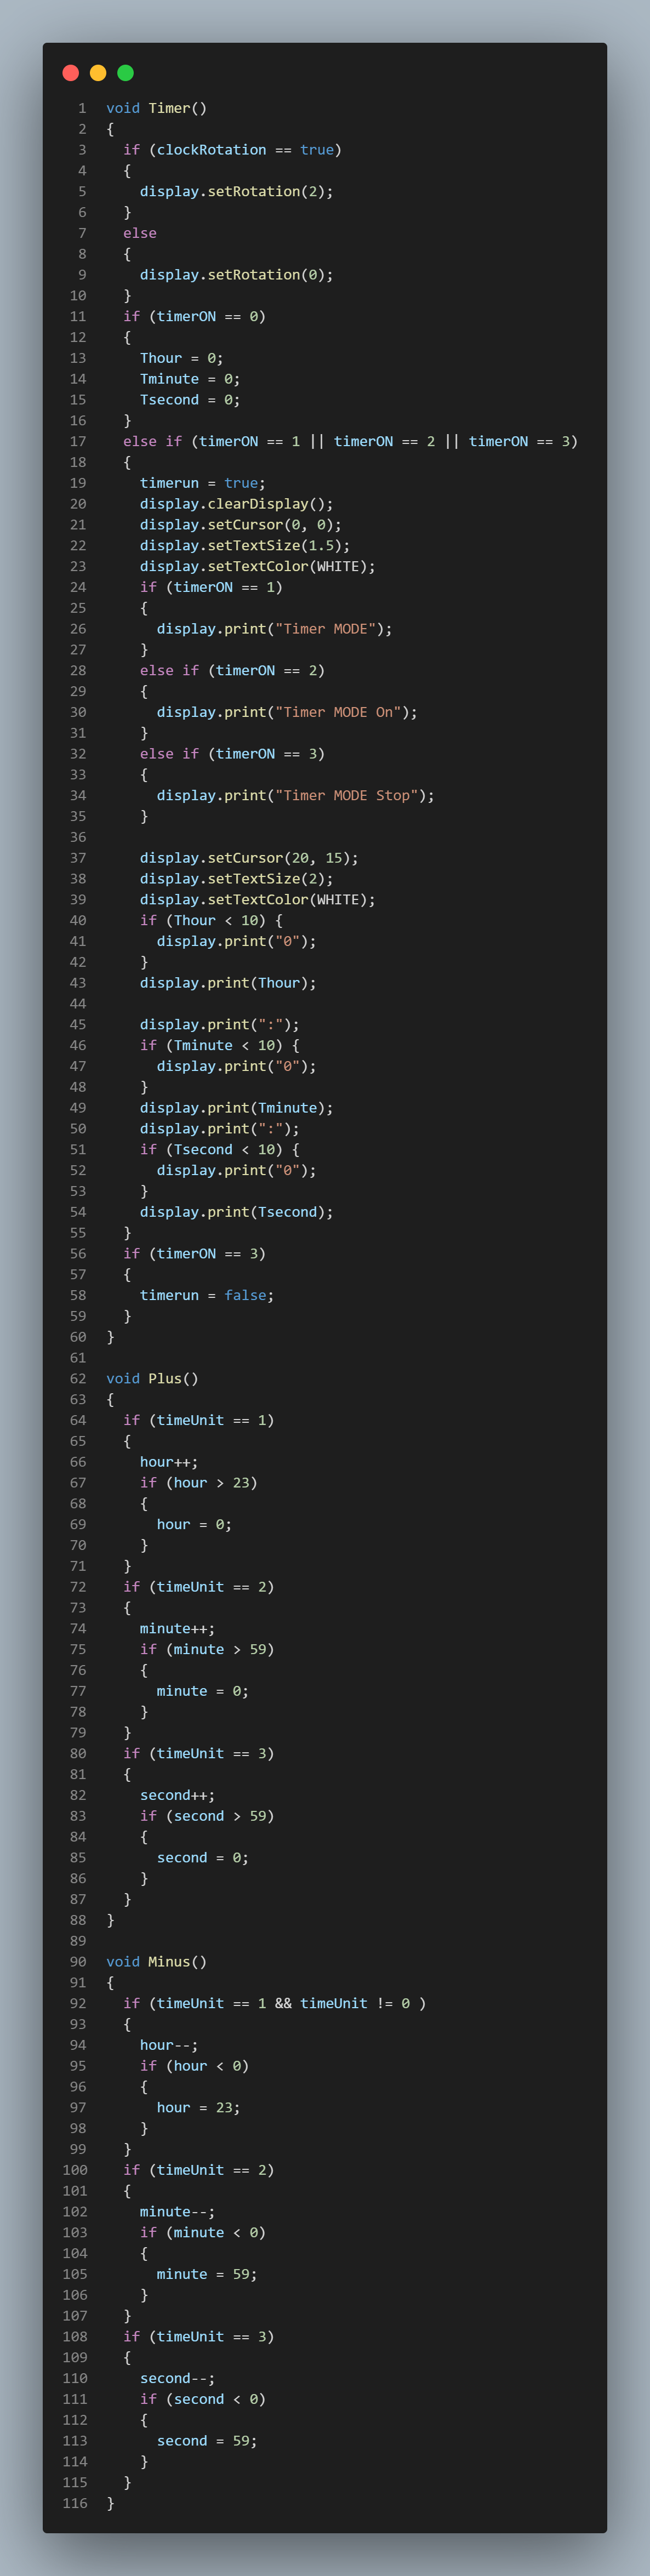 1 void Timer()
2 {
3   if (clockRotation == true)
4   {
5     display.setRotation(2);
6   }
7   else
8   {
9     display.setRotation(0);
10   }
11   if (timerON == 0)
12   {
13     Thour = 0;
14     Tminute = 0;
15     Tsecond = 0;
16   }
17   else if (timerON == 1 || timerON == 2 || timerON == 3)
18   {
19     timerun = true;
20     display.clearDisplay();
21     display.setCursor(0, 0);
22     display.setTextSize(1.5);
23     display.setTextColor(WHITE);
24     if (timerON == 1)
25     {
26       display.print("Timer MODE");
27     }
28     else if (timerON == 2)
29     {
30       display.print("Timer MODE On");
31     }
32     else if (timerON == 3)
33     {
34       display.print("Timer MODE Stop");
35     }
36
37     display.setCursor(20, 15);
38     display.setTextSize(2);
39     display.setTextColor(WHITE);
40     if (Thour < 10) {
41       display.print("0");
42     }
43     display.print(Thour);
44
45     display.print(":");
46     if (Tminute < 10) {
47       display.print("0");
48     }
49     display.print(Tminute);
50     display.print(":");
51     if (Tsecond < 10) {
52       display.print("0");
53     }
54     display.print(Tsecond);
55   }
56   if (timerON == 3)
57   {
58     timerun = false;
59   }
60 }
61
62 void Plus()
63 {
64   if (timeUnit == 1)
65   {
66     hour++;
67     if (hour > 23)
68     {
69       hour = 0;
70     }
71   }
72   if (timeUnit == 2)
73   {
74     minute++;
75     if (minute > 59)
76     {
77       minute = 0;
78     }
79   }
80   if (timeUnit == 3)
81   {
82     second++;
83     if (second > 59)
84     {
85       second = 0;
86     }
87   }
88 }
89
90 void Minus()
91 {
92   if (timeUnit == 1 && timeUnit != 0 )
93   {
94     hour--;
95     if (hour < 0)
96     {
97       hour = 23;
98     }
99   }
100   if (timeUnit == 2)
101   {
102     minute--;
103     if (minute < 0)
104     {
105       minute = 59;
106     }
107   }
108   if (timeUnit == 3)
109   {
110     second--;
111     if (second < 0)
112     {
113       second = 59;
114     }
115   }
116 }